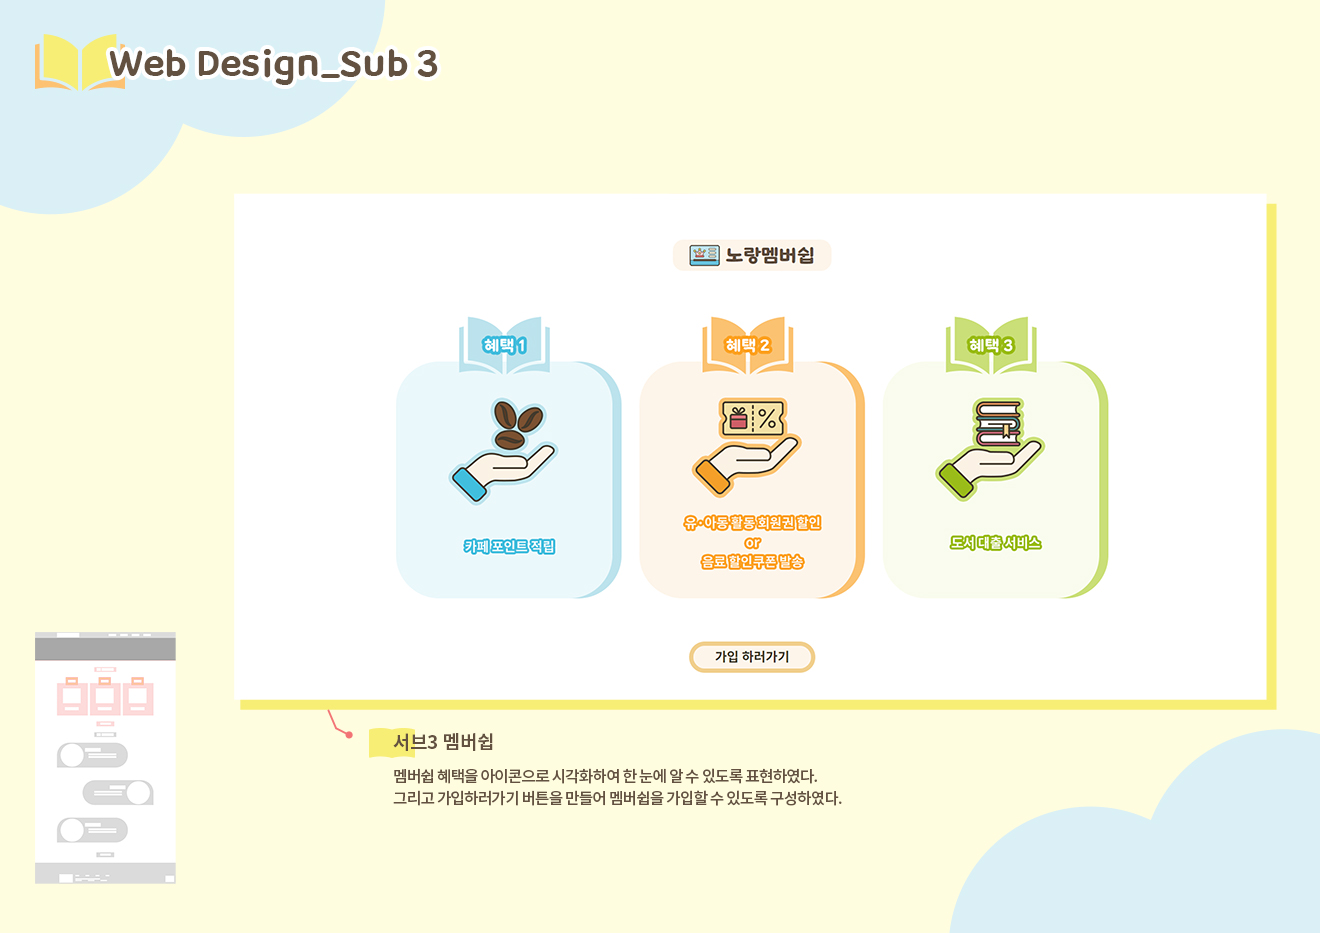 Web Design_Sub 3
노랑멤버쉽
혜택 1
혜택 2
혜택 3
카페 포인트 적립
유·아동 활동 회원권 할인
or
음료 할인쿠폰 발송
도서 대출 서비스
가입 하러가기
서브3 멤버쉽
멤버쉽 혜택을 아이콘으로 시각화하여 한 눈에 알 수 있도록 표현하였다.
그리고 가입하러가기 버튼을 만들어 멤버쉽을 가입할 수 있도록 구성하였다.